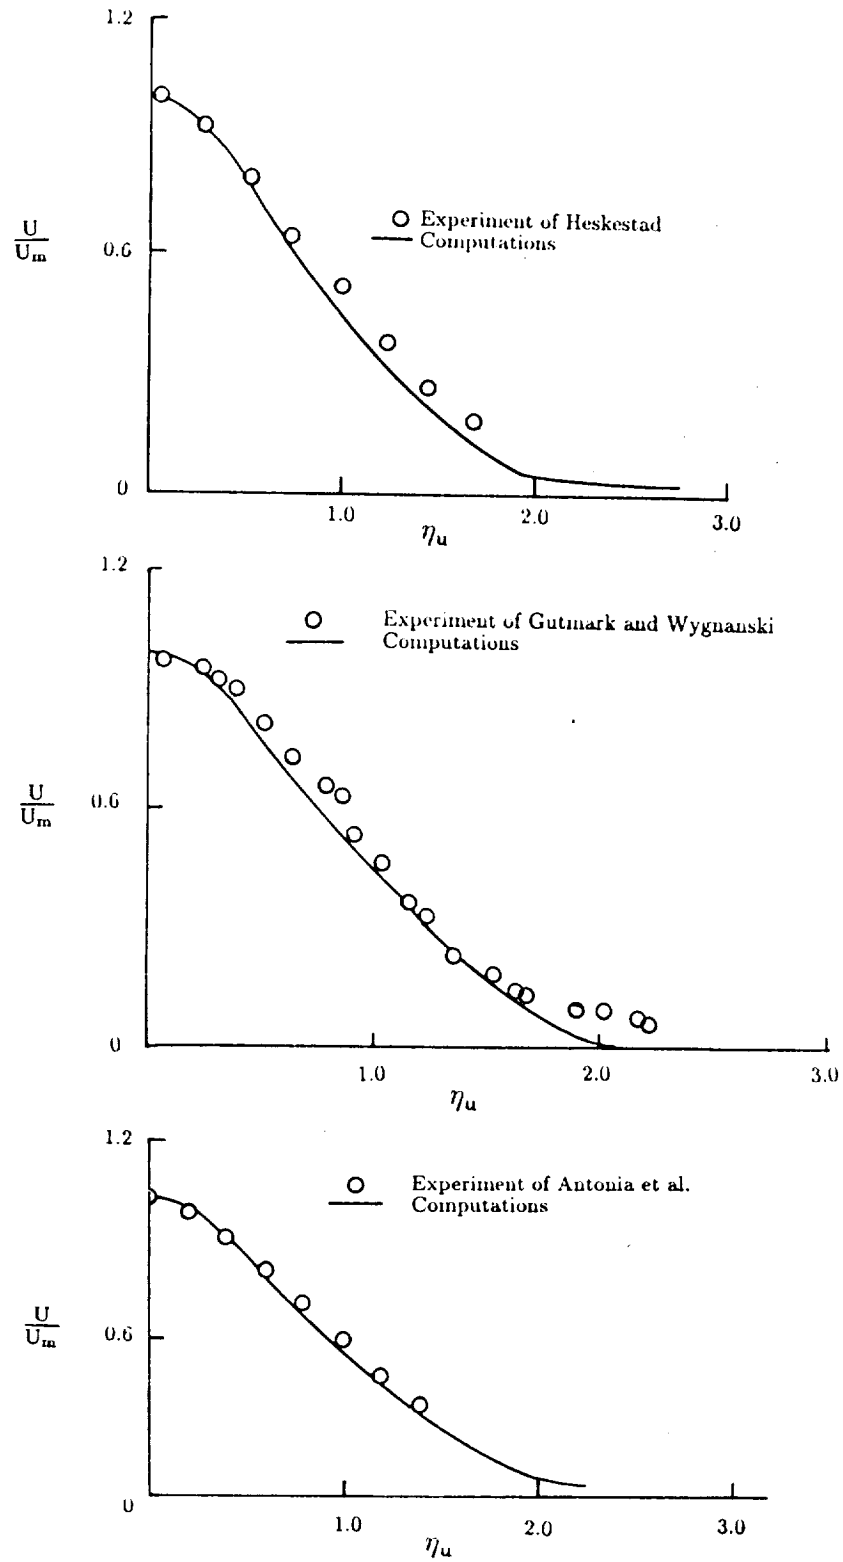 1.2
U
Um
0.6
Experiment of Heskestad
Computations
0
1.0
2.0
3.0
ηu
1.2
Experiment of Gutmark and Wygnanski
Computations
U
Um
0.6
0
1.0
2.0
3.0
ηu
1.2
Experiment of Antonia et al.
Computations
U
Um
0.6
0
1.0
2.0
3.0
ηu